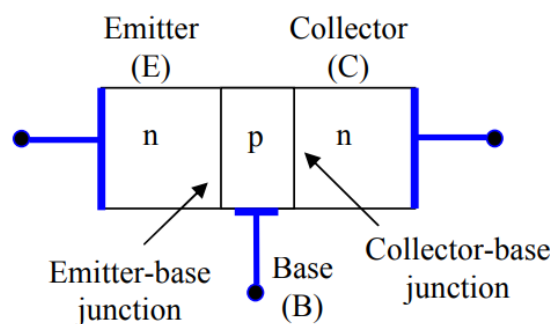 Emitter
(E)
Collector
(C)
n
p
n
Emitter-base
junction
Base
(B)
Collector-base
junction